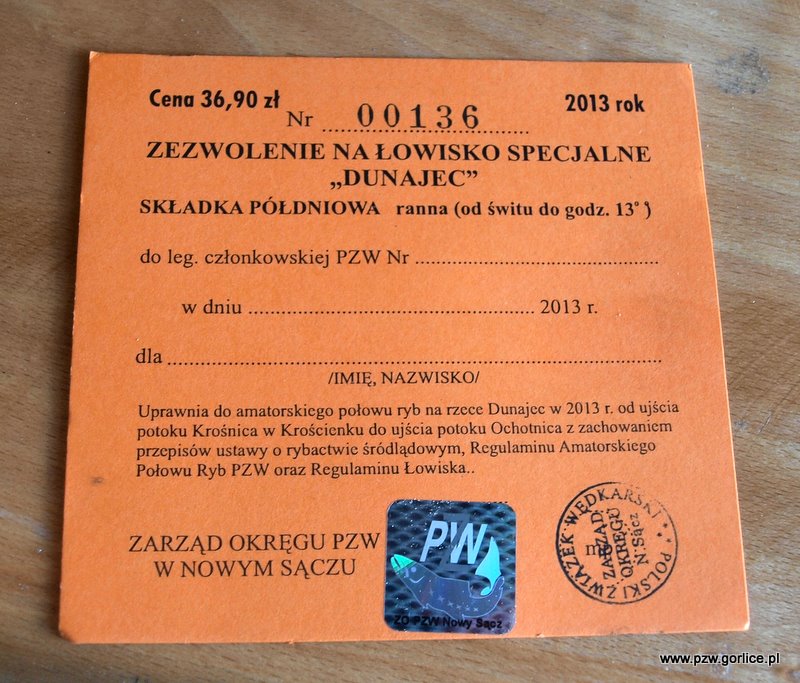 Cena 36,90 zł
Nr 00136
2013 rok
ZEZWOLENIE NA ŁOWISKO SPECJALNE
„DUNAJEC”
SKŁADKA PÓŁDNIOWA ranna (od świtu do godz. 13°°)
do leg. członkowskiej PZW Nr ............................................
w dniu .................................................... 2013 r.
dla ..........................................................................................
/IMIĘ, NAZWISKO/
Uprawnia do amatorskiego połowu ryb na rzece Dunajec w 2013 r. od ujścia
potoku Krośnica w Krościenku do ujścia potoku Ochotnica z zachowaniem
przepisów ustawy o rybactwie śródlądowym, Regulaminu Amatorskiego
Połowu Ryb PZW oraz Regulaminu Łowiska..
ZARZĄD OKRĘGU PZW
W NOWYM SĄCZU
PZW
ZO PZW Nowy Sącz
POLSKI ZWIĄZEK WĘDKARSKI
ZARZĄD
OKRĘGU
N. Sącz
www.pzw.gorlice.pl